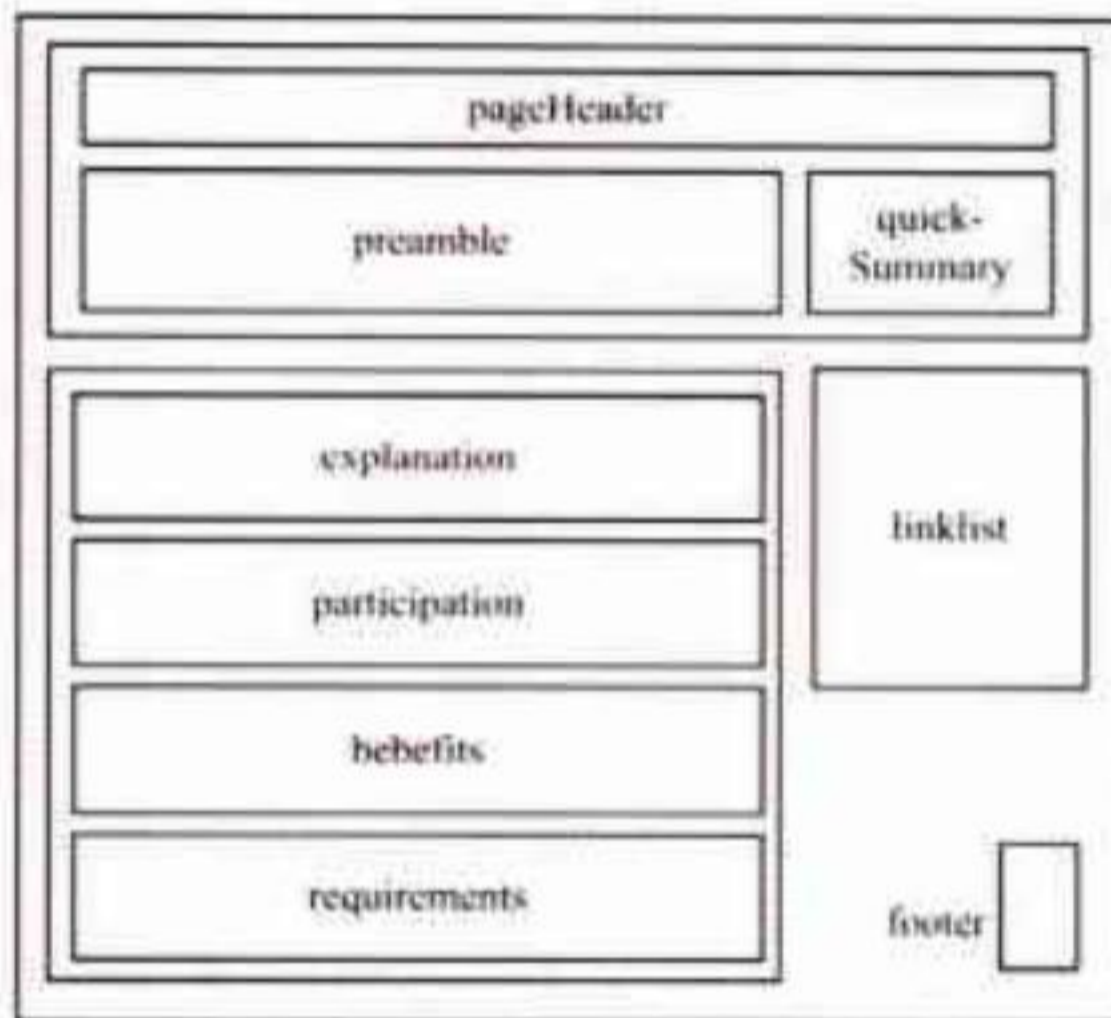 pageHeader
preamble
quick-
Summary
explanation
linklist
participation
bebefits
requirements
footer